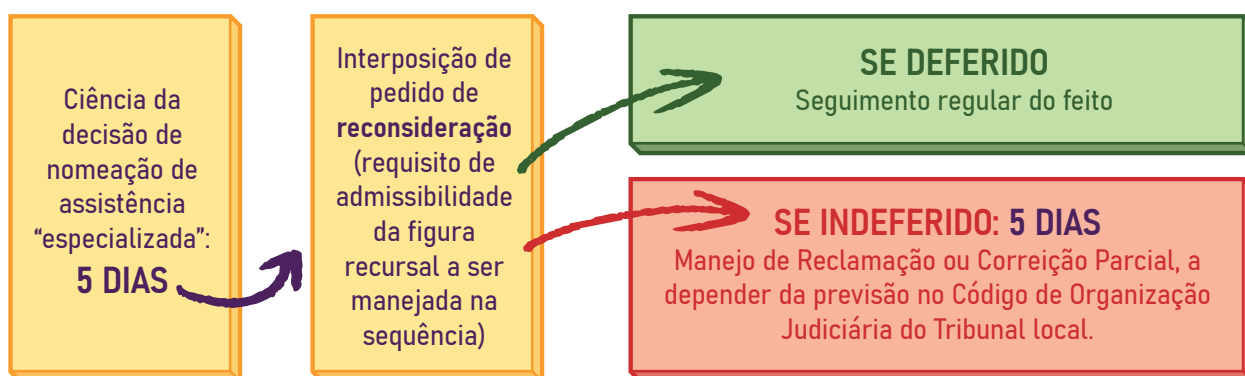 Ciência da
decisão de
nomeação de
assistência
“especializada”:
5 DIAS
Interposição de
pedido de
reconsideração
(requisito de
admissibilidade
da figura
recursal a ser
manejada na
sequência)
SE DEFERIDO
Seguimento regular do feito
SE INDEFERIDO: 5 DIAS
Manejo de Reclamação ou Correição Parcial, a
depender da previsão no Código de Organização
Judiciária do Tribunal local.